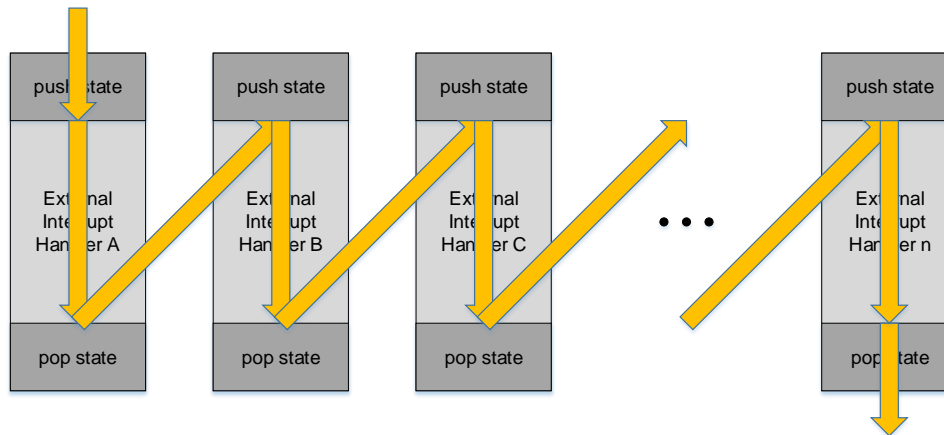 push state
push state
push state
push state
External
Interrupt
Handler A
External
Interrupt
Handler B
External
Interrupt
Handler C
• • •
External
Interrupt
Handler n
pop state
pop state
pop state
pop state